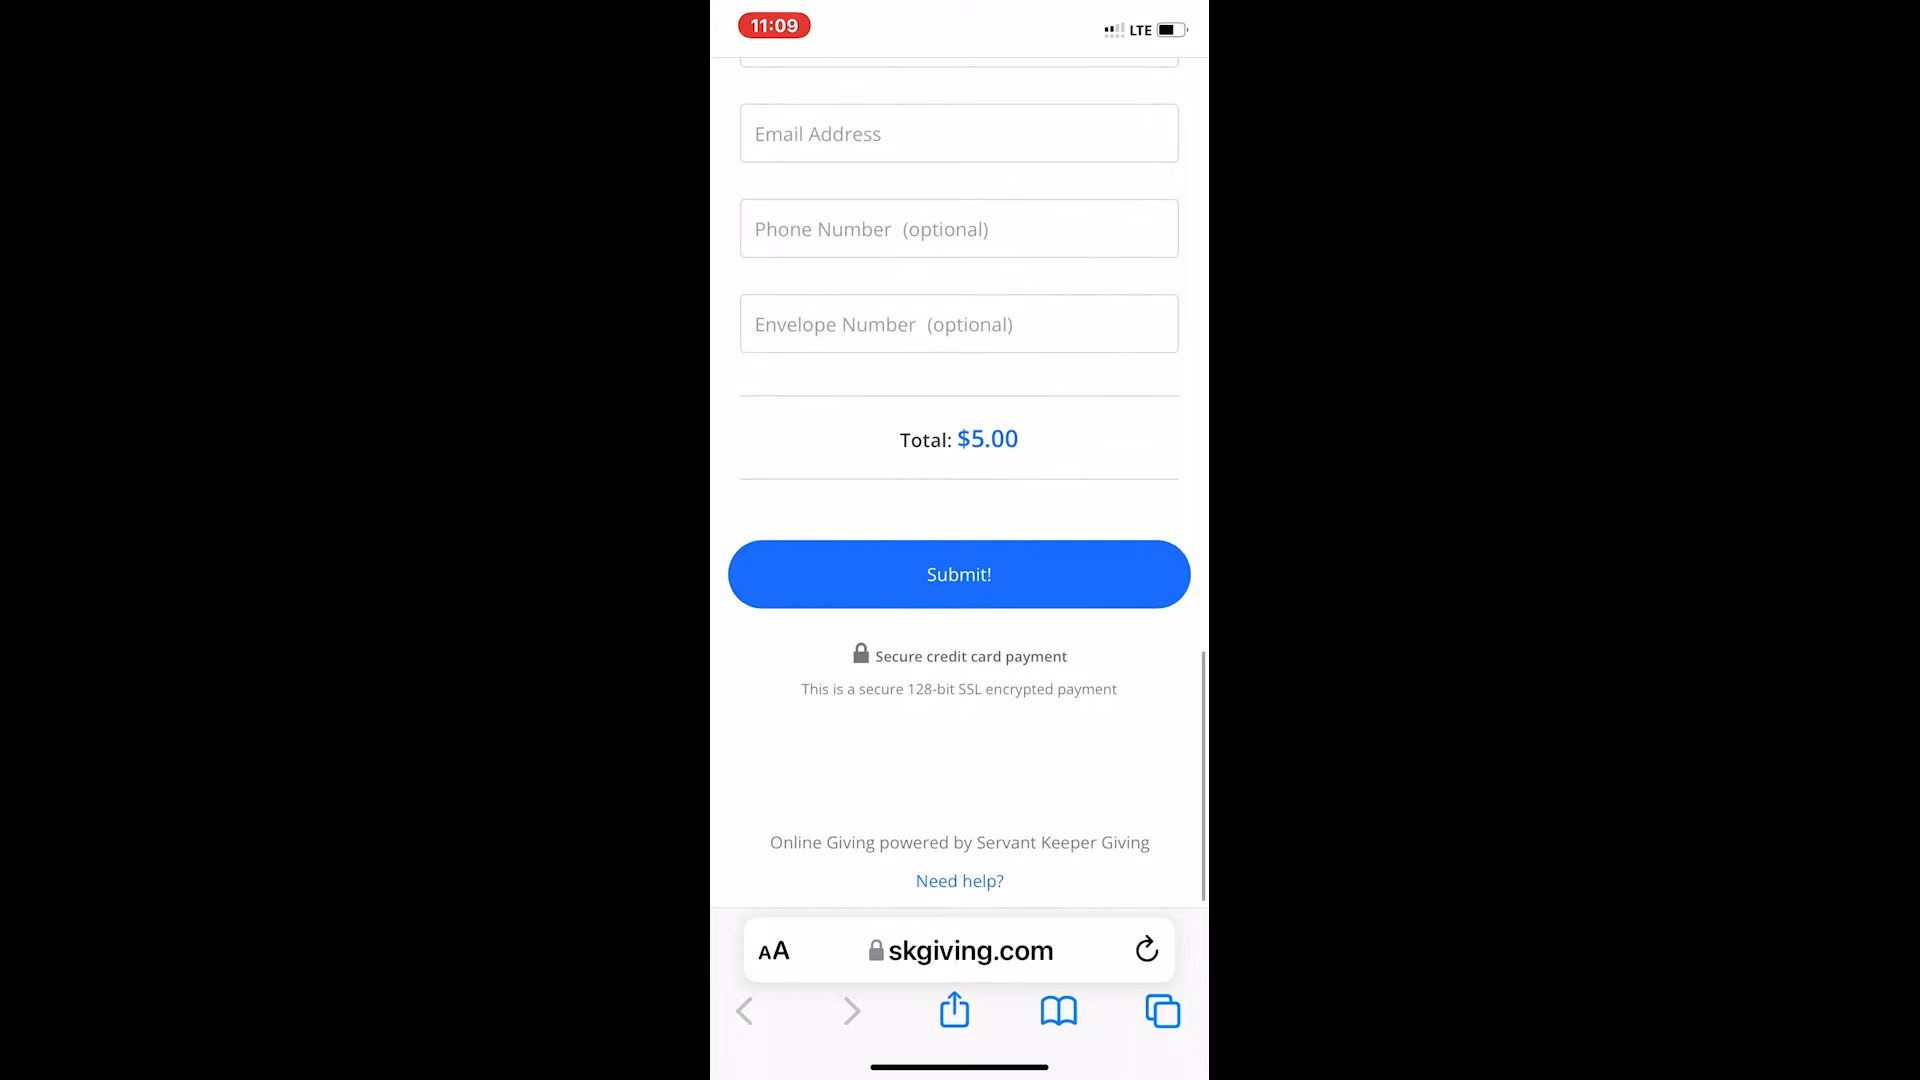 11:09
LTE
Email Address
Phone Number (optional)
Envelope Number (optional)
Total: $5.00
Submit!
Secure credit card payment
This is a secure 128-bit SSL encrypted payment
Online Giving powered by Servant Keeper Giving
Need help?
AA skgiving.com